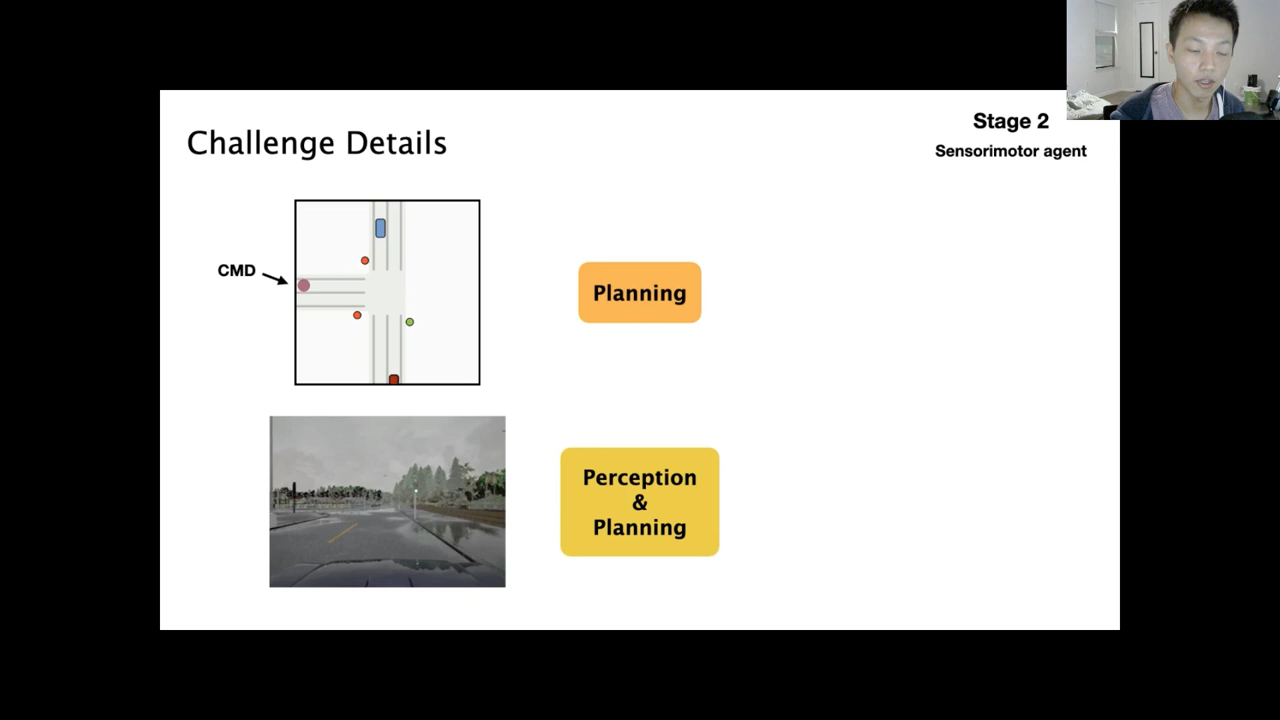 Challenge Details
Stage 2
Sensorimotor agent
CMD
Planning
Perception
&
Planning